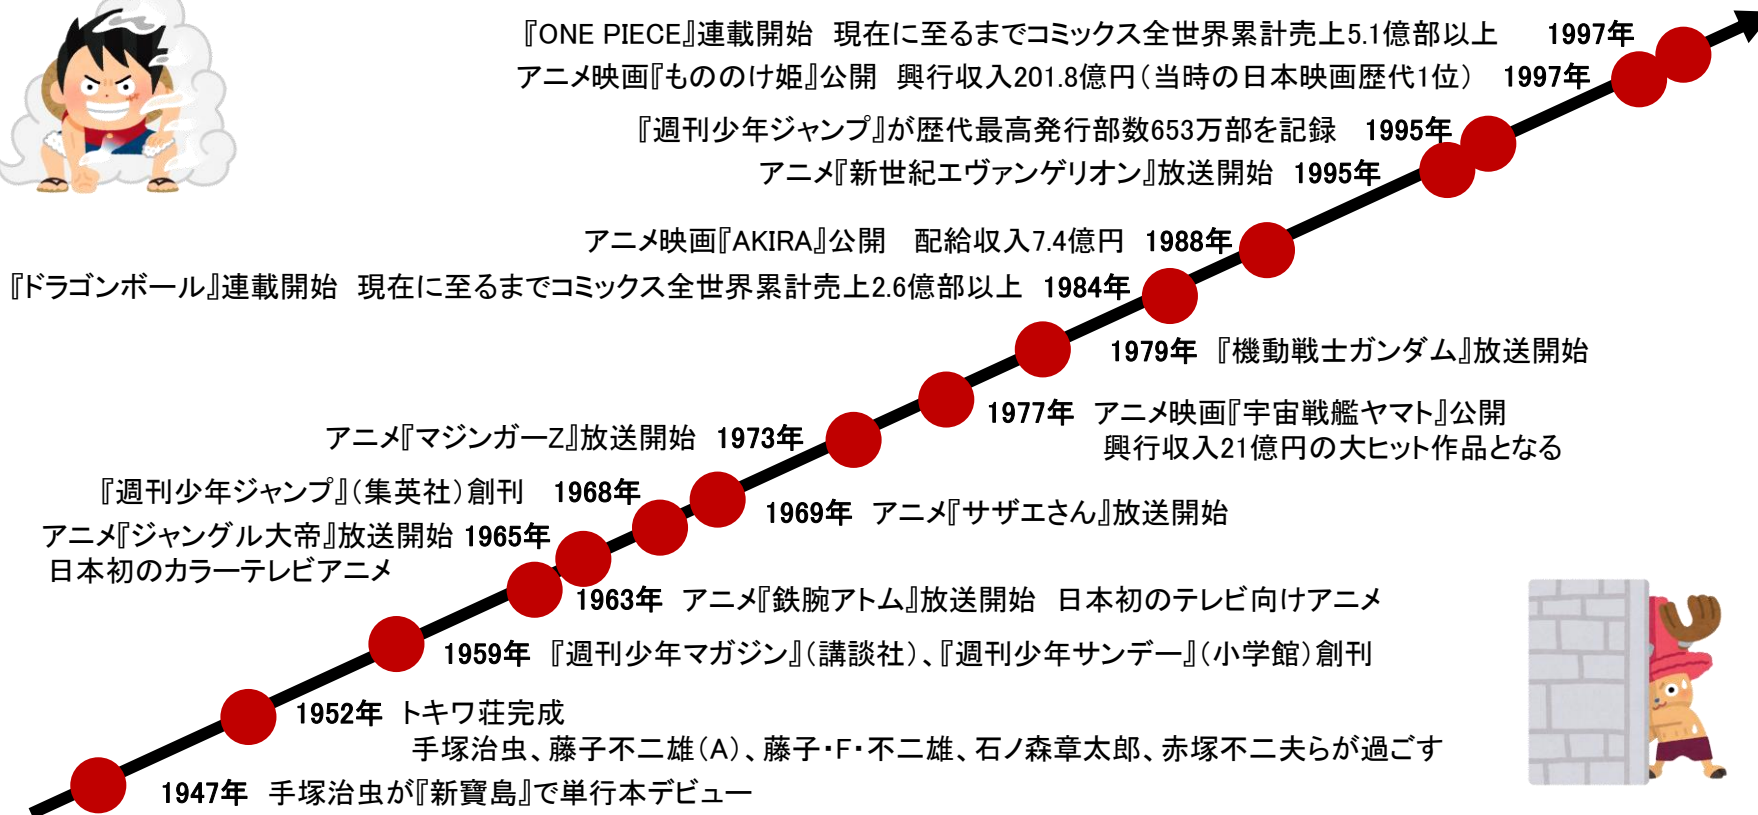 『ONE PIECE』連載開始　現在に至るまでコミックス全世界累計売上5.1億部以上　1997年
アニメ映画『もののけ姫』公開　興行収入201.8億円（当時の日本映画歴代1位）　1997年
『週刊少年ジャンプ』が歴代最高発行部数653万部を記録　1995年
アニメ『新世紀エヴァンゲリオン』放送開始　1995年
アニメ映画『AKIRA』公開　配給収入7.4億円　1988年
『ドラゴンボール』連載開始　現在に至るまでコミックス全世界累計売上2.6億部以上　1984年
1979年　『機動戦士ガンダム』放送開始
1977年　アニメ映画『宇宙戦艦ヤマト』公開
興行収入21億円の大ヒット作品となる
アニメ『マジンガーZ』放送開始　1973年
『週刊少年ジャンプ』（集英社）創刊　1968年
1969年　アニメ『サザエさん』放送開始
アニメ『ジャングル大帝』放送開始 1965年
日本初のカラーテレビアニメ
1963年　アニメ『鉄腕アトム』放送開始　日本初のテレビ向けアニメ
1959年　『週刊少年マガジン』（講談社）、『週刊少年サンデー』（小学館）創刊
1952年　トキワ荘完成
手塚治虫、藤子不二雄（A）、藤子・F・不二雄、石ノ森章太郎、赤塚不二夫らが過ごす
1947年　手塚治虫が『新寶島』で単行本デビュー